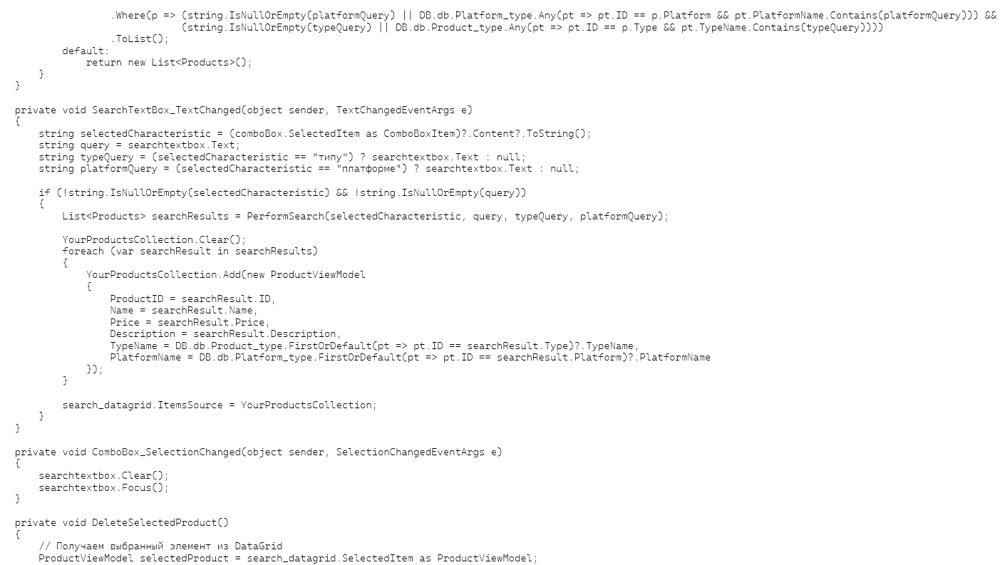 .Where(p => (string.IsNullOrEmpty(platformQuery) || DB.db.Platform_type.Any(pt => pt.ID == p.Platform && pt.PlatformName.Contains(platformQuery))) &&
(string.IsNullOrEmpty(typeQuery) || DB.db.Product_type.Any(pt => pt.ID == p.Type && pt.TypeName.Contains(typeQuery))))
.ToList();
default:
return new List<Products>();
}
}
private void SearchTextBox_TextChanged(object sender, TextChangedEventArgs e)
{
string selectedCharacteristic = (comboBox.SelectedItem as ComboBoxItem)?.Content?.ToString();
string query = searchtextbox.Text;
string typeQuery = (selectedCharacteristic == "типу") ? searchtextbox.Text : null;
string platformQuery = (selectedCharacteristic == "платформе") ? searchtextbox.Text : null;
if (!string.IsNullOrEmpty(selectedCharacteristic) && !string.IsNullOrEmpty(query))
{
List<Products> searchResults = PerformSearch(selectedCharacteristic, query, typeQuery, platformQuery);
YourProductsCollection.Clear();
foreach (var searchResult in searchResults)
{
YourProductsCollection.Add(new ProductViewModel
{
ProductID = searchResult.ID,
Name = searchResult.Name,
Price = searchResult.Price,
Description = searchResult.Description,
TypeName = DB.db.Product_type.FirstOrDefault(pt => pt.ID == searchResult.Type)?.TypeName,
PlatformName = DB.db.Platform_type.FirstOrDefault(pt => pt.ID == searchResult.Platform)?.PlatformName
});
}
search_datagrid.ItemsSource = YourProductsCollection;
}
}
private void ComboBox_SelectionChanged(object sender, SelectionChangedEventArgs e)
{
searchtextbox.Clear();
searchtextbox.Focus();
}
private void DeleteSelectedProduct()
{
// Получаем выбранный элемент из DataGrid
ProductViewModel selectedProduct = search_datagrid.SelectedItem as ProductViewModel;